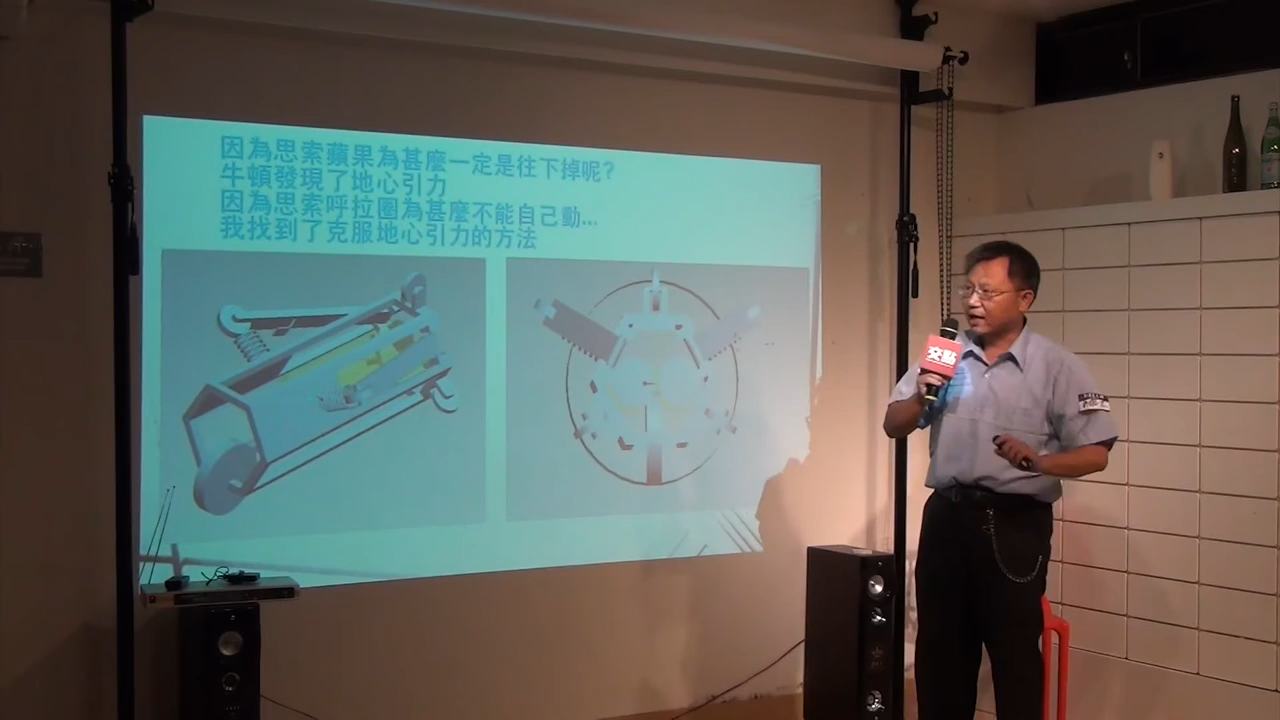 因為思索蘋果為甚麼一定是往下掉呢?
牛頓發現了地心引力
因為思索呼拉圈為甚麼不能自己動...
我找到了克服地心引力的方法
交點